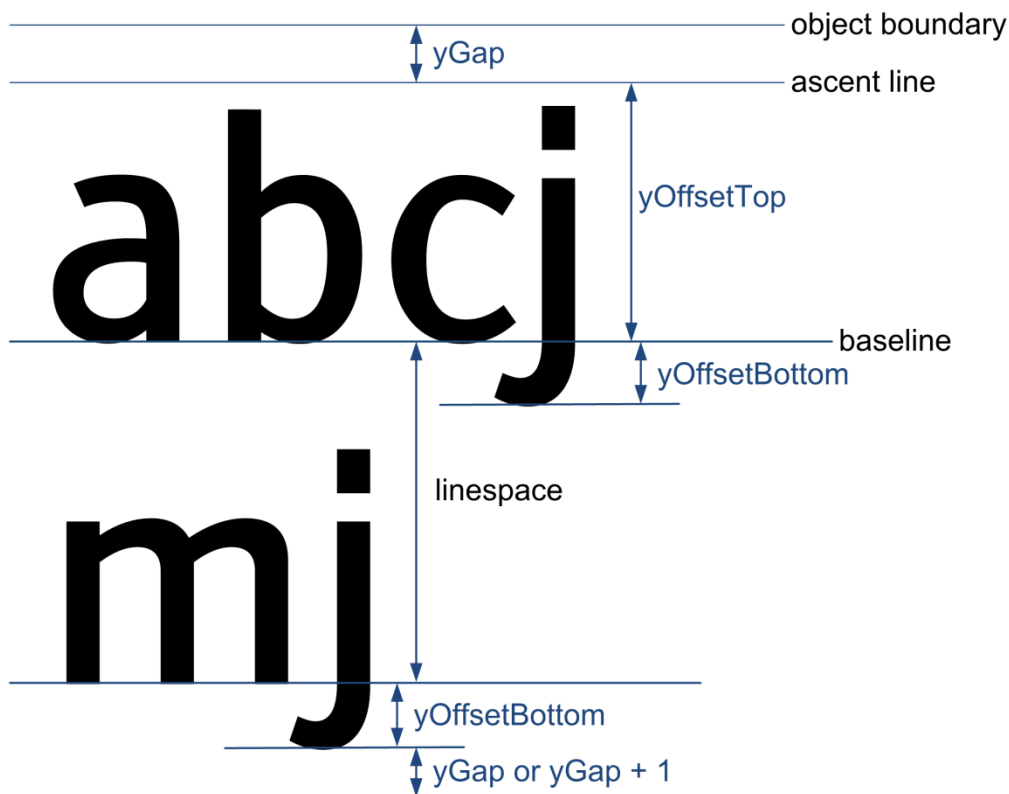 object boundary
yGap
ascent line
abcj
yOffsetTop
baseline
yOffsetBottom
linespace
mj
yOffsetBottom
yGap or yGap + 1